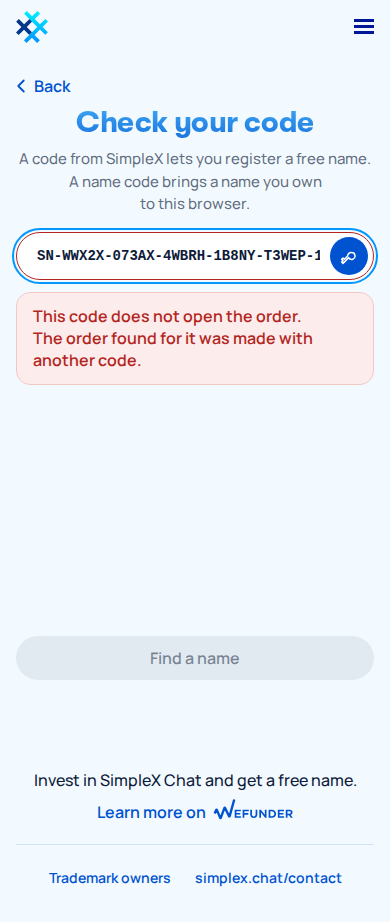 Back
Check your code
A code from SimpleX lets you register a free name.
A name code brings a name you own
to this browser.
SN-WWX2X-073AX-4WBRH-1B8NY-T3WEP-1
This code does not open the order.
The order found for it was made with
another code.
Find a name
Invest in SimpleX Chat and get a free name.
Learn more on WEFUNDER
Trademark owners simplex.chat/contact